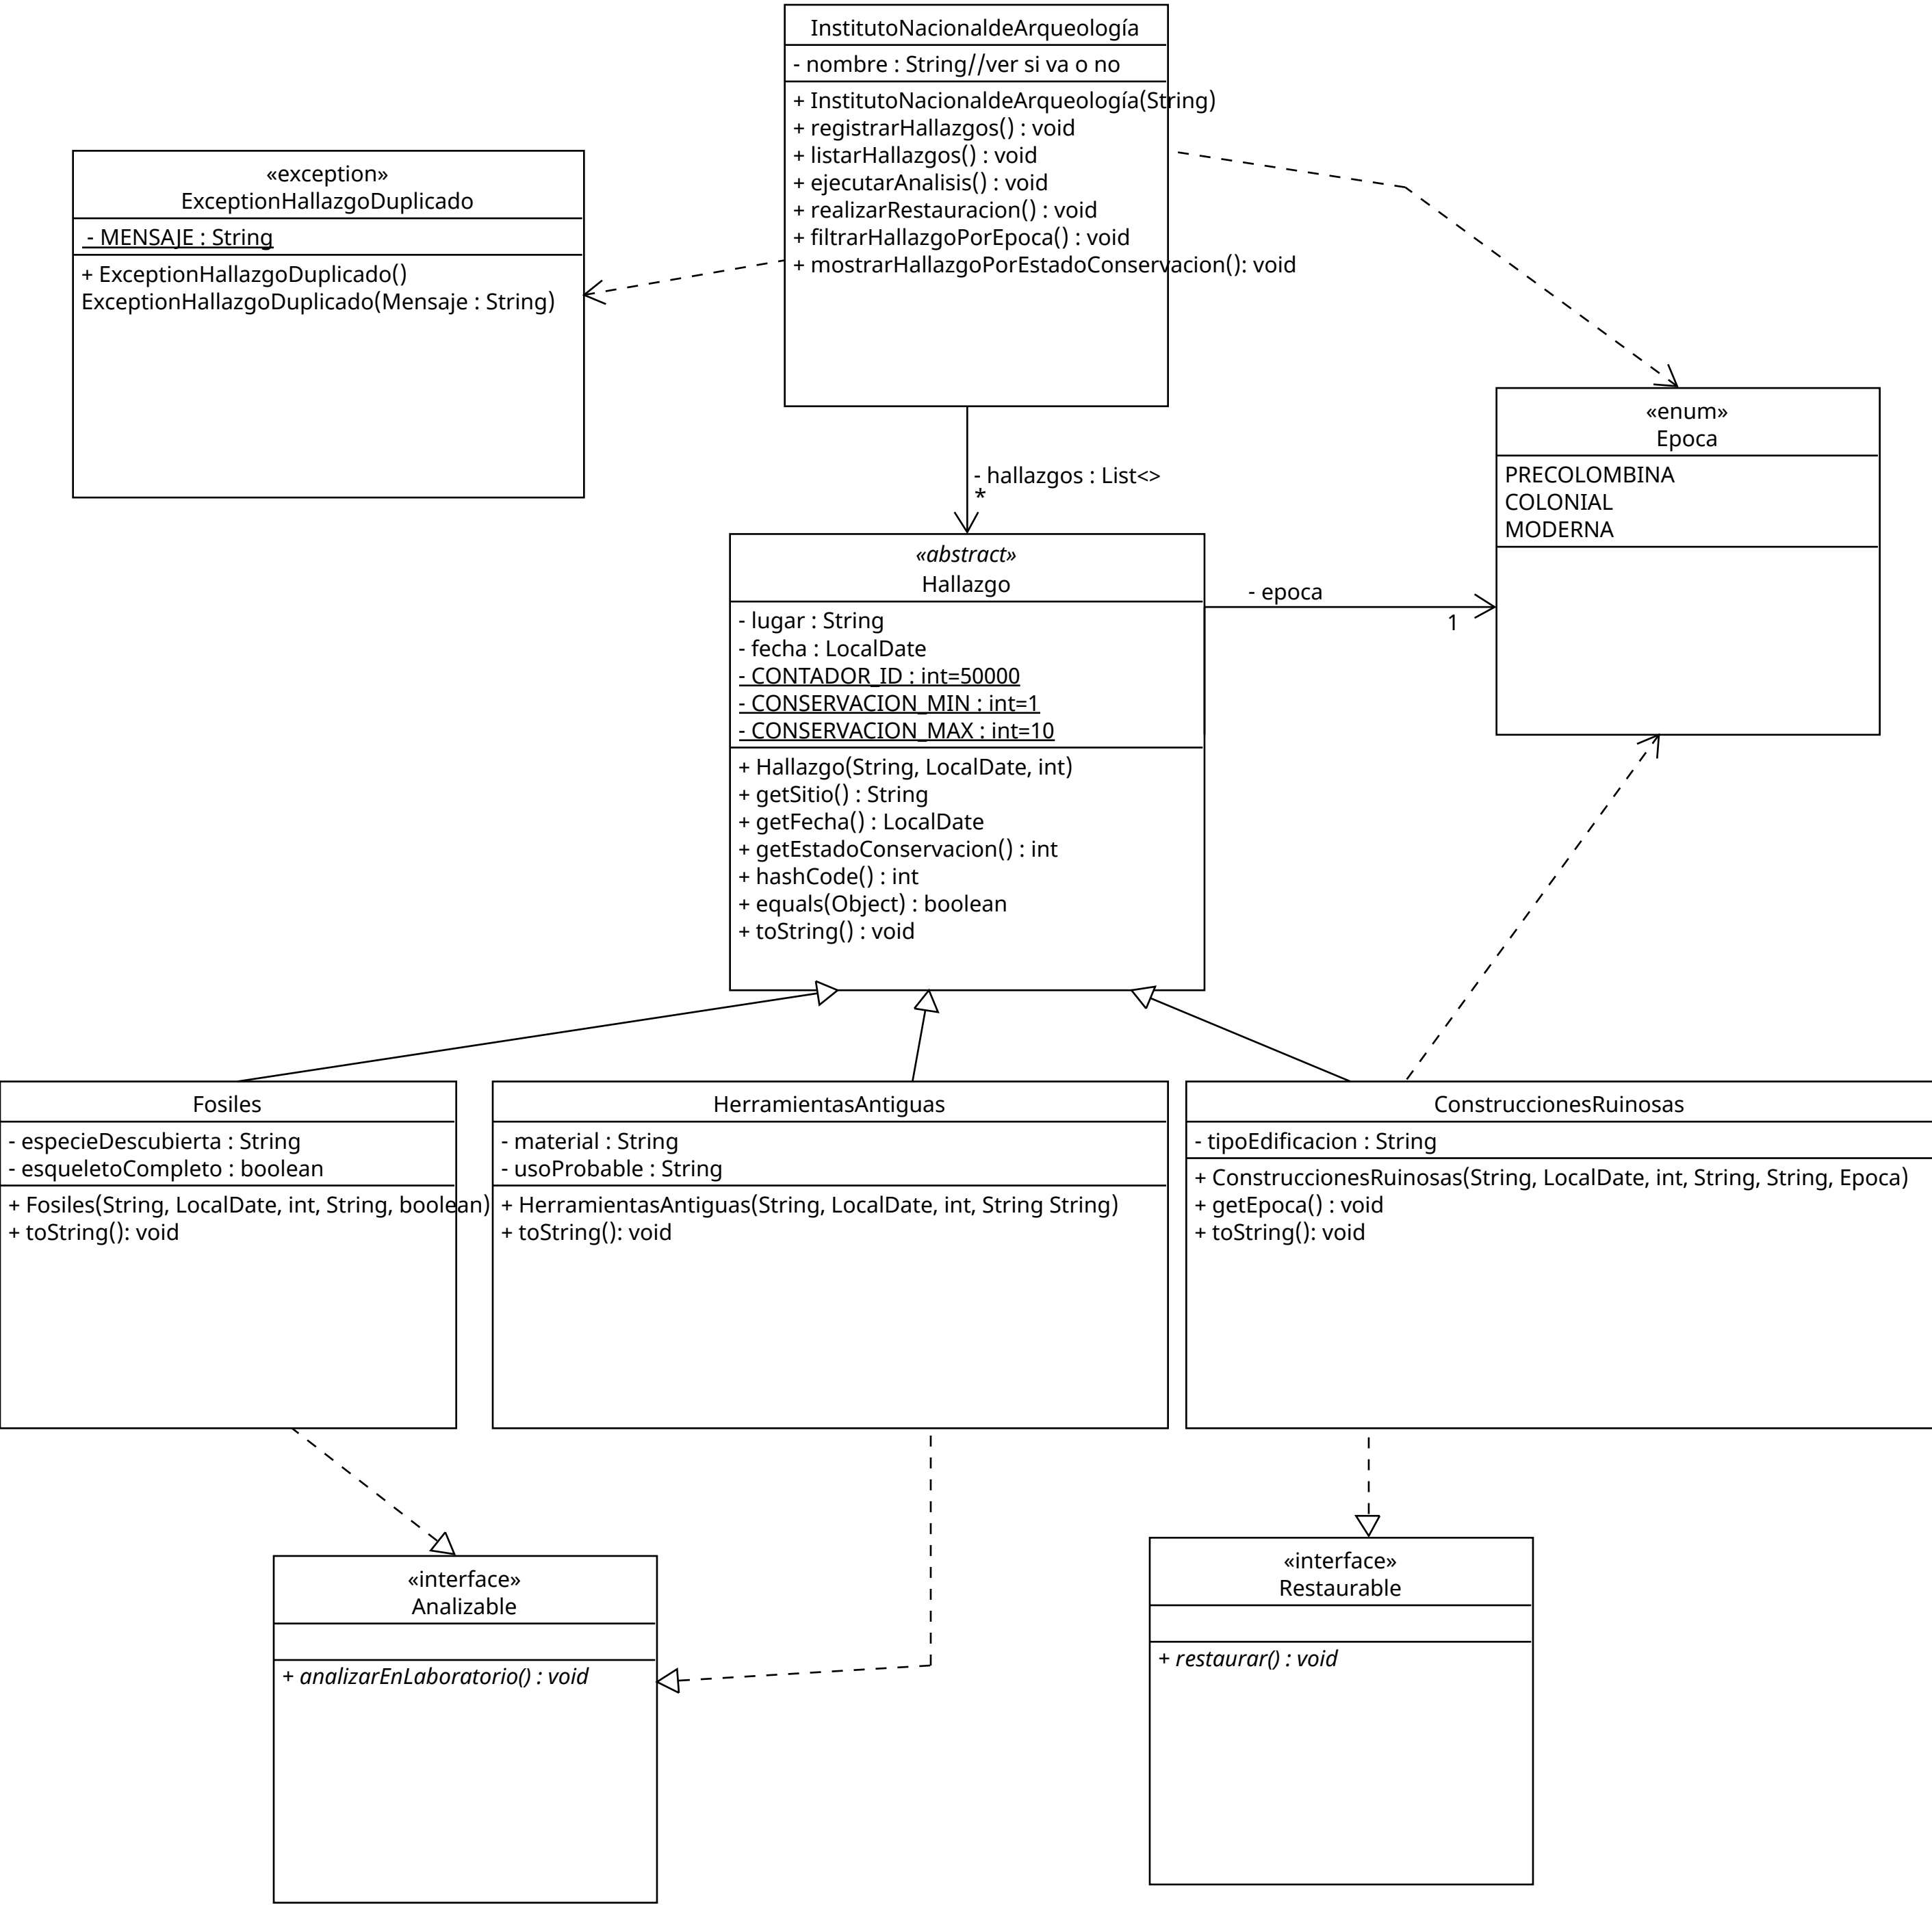 InstitutoNacionaldeArqueología
- nombre : String//ver si va o no
+ InstitutoNacionaldeArqueología(String)
+ registrarHallazgos() : void
+ listarHallazgos() : void
+ ejecutarAnalisis() : void
+ realizarRestauracion() : void
+ filtrarHallazgoPorEpoca() : void
+ mostrarHallazgoPorEstadoConservacion(): void
«exception»
ExceptionHallazgoDuplicado
- MENSAJE : String
+ ExceptionHallazgoDuplicado()
ExceptionHallazgoDuplicado(Mensaje : String)
«enum»
Epoca
PRECOLOMBINA
COLONIAL
MODERNA
- hallazgos : List<>
*
«abstract»
Hallazgo
- lugar : String
- fecha : LocalDate
- CONTADOR_ID : int=50000
- CONSERVACION_MIN : int=1
- CONSERVACION_MAX : int=10
+ Hallazgo(String, LocalDate, int)
+ getSitio() : String
+ getFecha() : LocalDate
+ getEstadoConservacion() : int
+ hashCode() : int
+ equals(Object) : boolean
+ toString() : void
- epoca
1
Fosiles
- especieDescubierta : String
- esqueletoCompleto : boolean
+ Fosiles(String, LocalDate, int, String, boolean)
+ toString(): void
HerramientasAntiguas
- material : String
- usoProbable : String
+ HerramientasAntiguas(String, LocalDate, int, String String)
+ toString(): void
ConstruccionesRuinosas
- tipoEdificacion : String
+ ConstruccionesRuinosas(String, LocalDate, int, String, String, Epoca)
+ getEpoca() : void
+ toString(): void
«interface»
Analizable
+ analizarEnLaboratorio() : void
«interface»
Restaurable
+ restaurar() : void